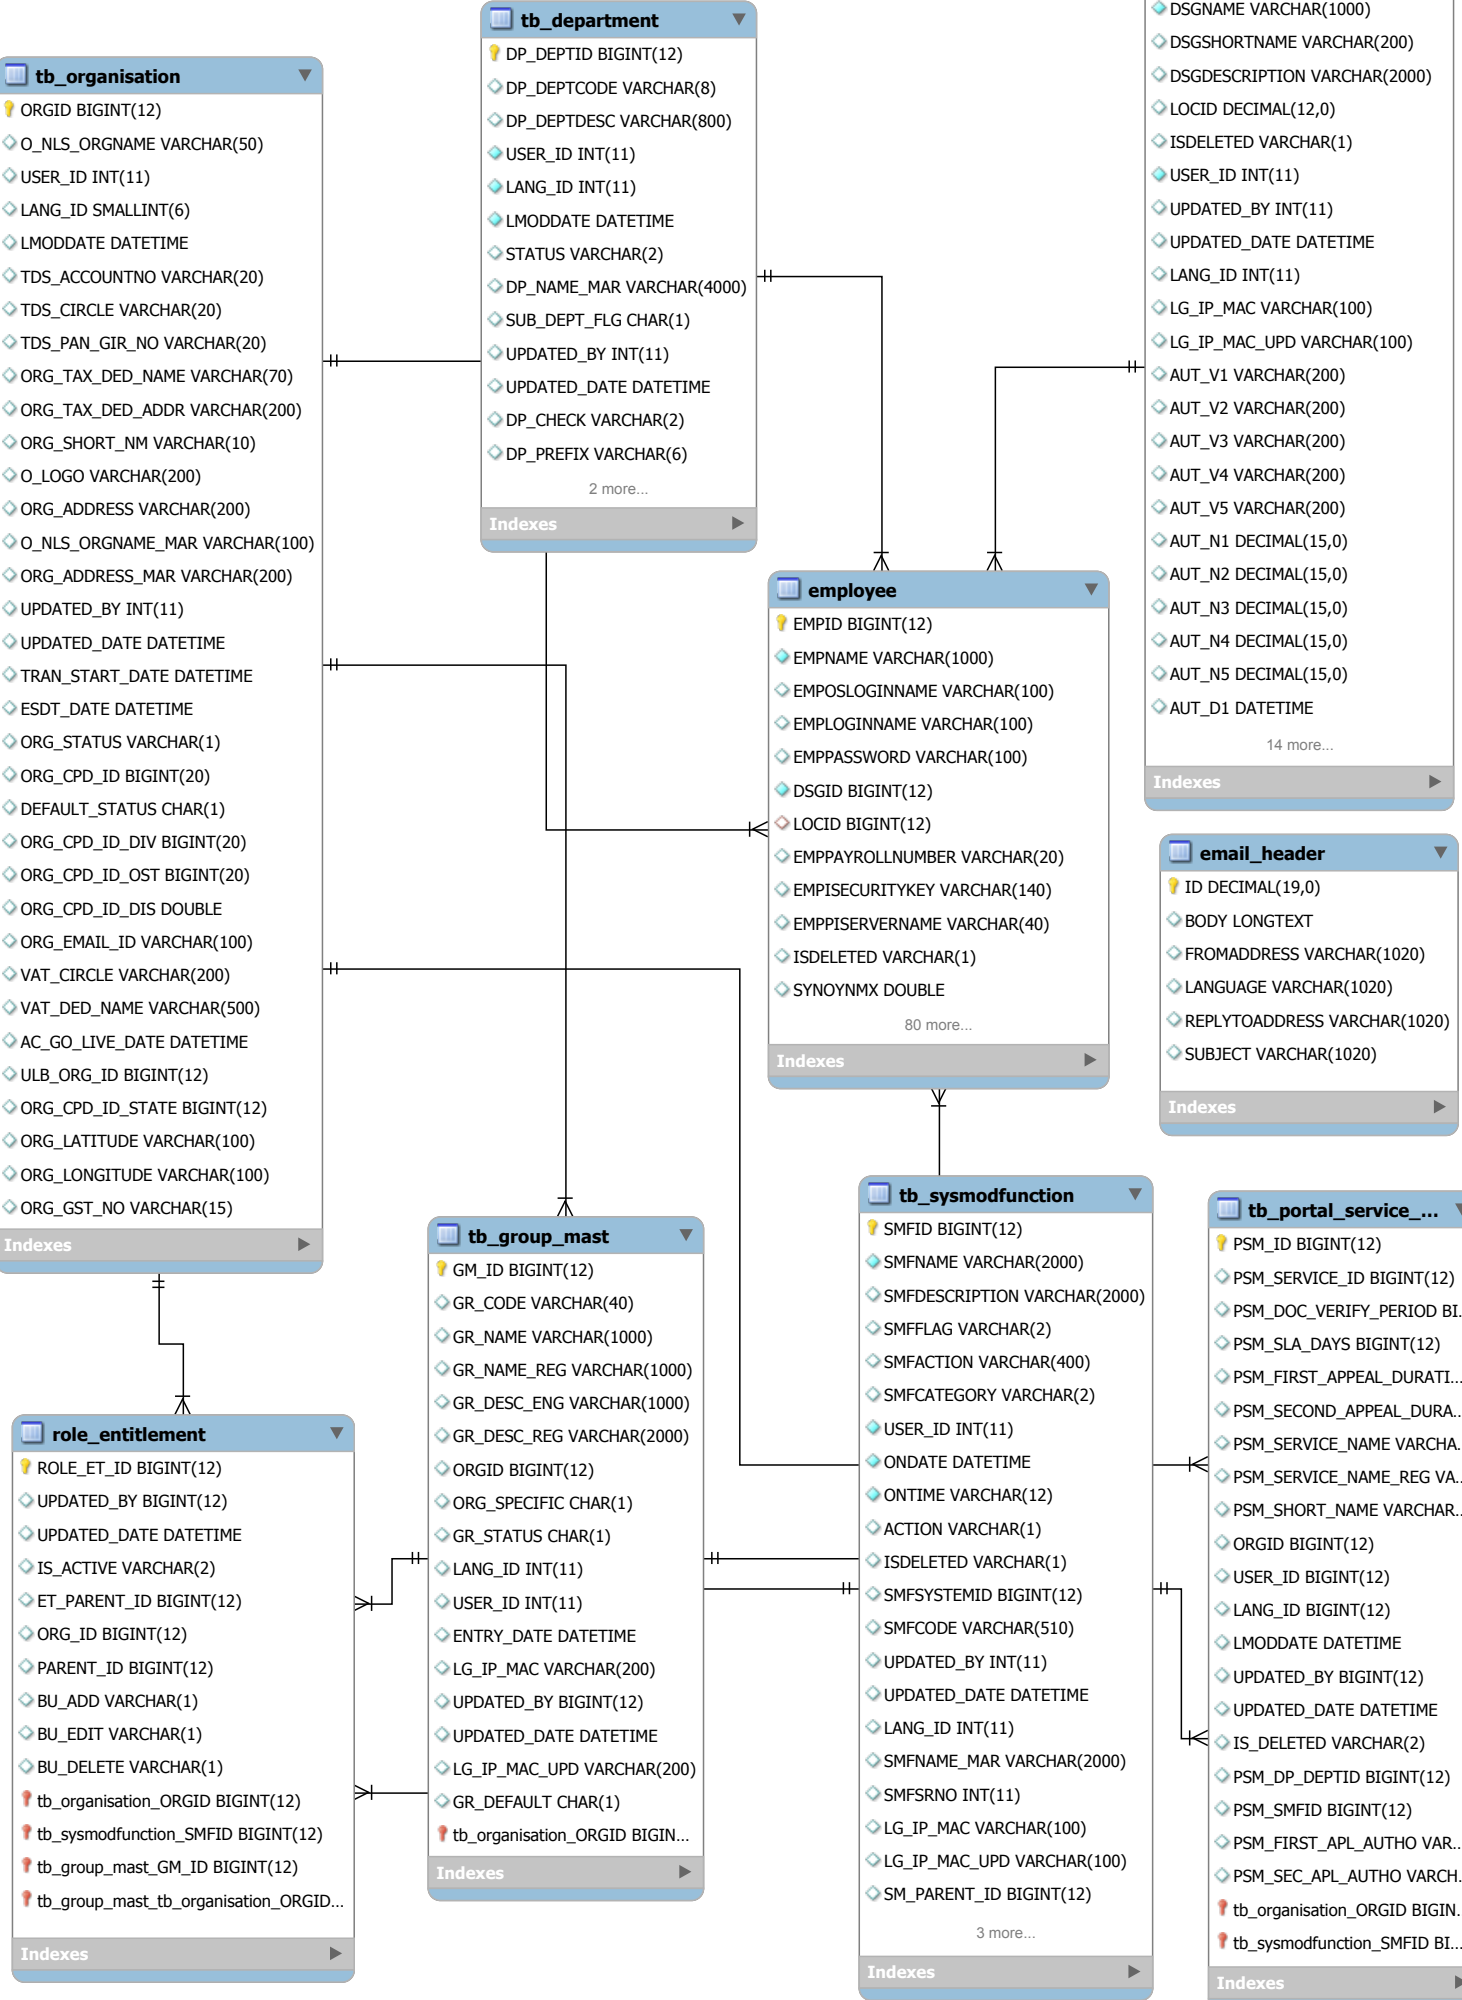 tb_organisation
ORGID BIGINT(12)
O_NLS_ORGNAME VARCHAR(50)
USER_ID INT(11)
LANG_ID SMALLINT(6)
LMODDATE DATETIME
TDS_ACCOUNTNO VARCHAR(20)
TDS_CIRCLE VARCHAR(20)
TDS_PAN_GIR_NO VARCHAR(20)
ORG_TAX_DED_NAME VARCHAR(70)
ORG_TAX_DED_ADDR VARCHAR(200)
ORG_SHORT_NM VARCHAR(10)
O_LOGO VARCHAR(200)
ORG_ADDRESS VARCHAR(200)
O_NLS_ORGNAME_MAR VARCHAR(100)
ORG_ADDRESS_MAR VARCHAR(200)
UPDATED_BY INT(11)
UPDATED_DATE DATETIME
TRAN_START_DATE DATETIME
ESDT_DATE DATETIME
ORG_STATUS VARCHAR(1)
ORG_CPD_ID BIGINT(20)
DEFAULT_STATUS CHAR(1)
ORG_CPD_ID_DIV BIGINT(20)
ORG_CPD_ID_OST BIGINT(20)
ORG_CPD_ID_DIS DOUBLE
ORG_EMAIL_ID VARCHAR(100)
VAT_CIRCLE VARCHAR(200)
VAT_DED_NAME VARCHAR(500)
AC_GO_LIVE_DATE DATETIME
ULB_ORG_ID BIGINT(12)
ORG_CPD_ID_STATE BIGINT(12)
ORG_LATITUDE VARCHAR(100)
ORG_LONGITUDE VARCHAR(100)
ORG_GST_NO VARCHAR(15)
Indexes
tb_department
DP_DEPTID BIGINT(12)
DP_DEPTCODE VARCHAR(8)
DP_DEPTDESC VARCHAR(800)
USER_ID INT(11)
LANG_ID INT(11)
LMODDATE DATETIME
STATUS VARCHAR(2)
DP_NAME_MAR VARCHAR(4000)
SUB_DEPT_FLG CHAR(1)
UPDATED_BY INT(11)
UPDATED_DATE DATETIME
DP_CHECK VARCHAR(2)
DP_PREFIX VARCHAR(6)
2 more...
Indexes
DSGNAME VARCHAR(1000)
DSGSHORTNAME VARCHAR(200)
DSGDESCRIPTION VARCHAR(2000)
LOCID DECIMAL(12,0)
ISDELETED VARCHAR(1)
USER_ID INT(11)
UPDATED_BY INT(11)
UPDATED_DATE DATETIME
LANG_ID INT(11)
LG_IP_MAC VARCHAR(100)
LG_IP_MAC_UPD VARCHAR(100)
AUT_V1 VARCHAR(200)
AUT_V2 VARCHAR(200)
AUT_V3 VARCHAR(200)
AUT_V4 VARCHAR(200)
AUT_V5 VARCHAR(200)
AUT_N1 DECIMAL(15,0)
AUT_N2 DECIMAL(15,0)
AUT_N3 DECIMAL(15,0)
AUT_N4 DECIMAL(15,0)
AUT_N5 DECIMAL(15,0)
AUT_D1 DATETIME
14 more...
Indexes
employee
EMPID BIGINT(12)
EMPNAME VARCHAR(1000)
EMPOSLOGINNAME VARCHAR(100)
EMPLOGINNAME VARCHAR(100)
EMPPASSWORD VARCHAR(100)
DSGID BIGINT(12)
LOCID BIGINT(12)
EMPPAYROLLNUMBER VARCHAR(20)
EMPISECURITYKEY VARCHAR(140)
EMPPISERVERNAME VARCHAR(40)
ISDELETED VARCHAR(1)
SYNOYNMX DOUBLE
80 more...
Indexes
email_header
ID DECIMAL(19,0)
BODY LONGTEXT
FROMADDRESS VARCHAR(1020)
LANGUAGE VARCHAR(1020)
REPLYTOADDRESS VARCHAR(1020)
SUBJECT VARCHAR(1020)
Indexes
role_entitlement
ROLE_ET_ID BIGINT(12)
UPDATED_BY BIGINT(12)
UPDATED_DATE DATETIME
IS_ACTIVE VARCHAR(2)
ET_PARENT_ID BIGINT(12)
ORG_ID BIGINT(12)
PARENT_ID BIGINT(12)
BU_ADD VARCHAR(1)
BU_EDIT VARCHAR(1)
BU_DELETE VARCHAR(1)
tb_organisation_ORGID BIGINT(12)
tb_sysmodfunction_SMFID BIGINT(12)
tb_group_mast_GM_ID BIGINT(12)
tb_group_mast_tb_organisation_ORGID...
Indexes
tb_group_mast
GM_ID BIGINT(12)
GR_CODE VARCHAR(40)
GR_NAME VARCHAR(1000)
GR_NAME_REG VARCHAR(1000)
GR_DESC_ENG VARCHAR(1000)
GR_DESC_REG VARCHAR(2000)
ORGID BIGINT(12)
ORG_SPECIFIC CHAR(1)
GR_STATUS CHAR(1)
LANG_ID INT(11)
USER_ID INT(11)
ENTRY_DATE DATETIME
LG_IP_MAC VARCHAR(200)
UPDATED_BY BIGINT(12)
UPDATED_DATE DATETIME
LG_IP_MAC_UPD VARCHAR(200)
GR_DEFAULT CHAR(1)
tb_organisation_ORGID BIGIN...
Indexes
tb_sysmodfunction
SMFID BIGINT(12)
SMFNAME VARCHAR(2000)
SMFDESCRIPTION VARCHAR(2000)
SMFFLAG VARCHAR(2)
SMFACTION VARCHAR(400)
SMFCATEGORY VARCHAR(2)
USER_ID INT(11)
ONDATE DATETIME
ONTIME VARCHAR(12)
ACTION VARCHAR(1)
ISDELETED VARCHAR(1)
SMFSYSTEMID BIGINT(12)
SMFCODE VARCHAR(510)
UPDATED_BY INT(11)
UPDATED_DATE DATETIME
LANG_ID INT(11)
SMFNAME_MAR VARCHAR(2000)
SMFSRNO INT(11)
LG_IP_MAC VARCHAR(100)
LG_IP_MAC_UPD VARCHAR(100)
SM_PARENT_ID BIGINT(12)
3 more...
Indexes
tb_portal_service_...
PSM_ID BIGINT(12)
PSM_SERVICE_ID BIGINT(12)
PSM_DOC_VERIFY_PERIOD BI...
PSM_SLA_DAYS BIGINT(12)
PSM_FIRST_APPEAL_DURATI...
PSM_SECOND_APPEAL_DURA...
PSM_SERVICE_NAME VARCHA...
PSM_SERVICE_NAME_REG VA...
PSM_SHORT_NAME VARCHAR...
ORGID BIGINT(12)
USER_ID BIGINT(12)
LANG_ID BIGINT(12)
LMODDATE DATETIME
UPDATED_BY BIGINT(12)
UPDATED_DATE DATETIME
IS_DELETED VARCHAR(2)
PSM_DP_DEPTID BIGINT(12)
PSM_SMFID BIGINT(12)
PSM_FIRST_APL_AUTHO VAR...
PSM_SEC_APL_AUTHO VARCH...
tb_organisation_ORGID BIGIN...
tb_sysmodfunction_SMFID BI...
Indexes